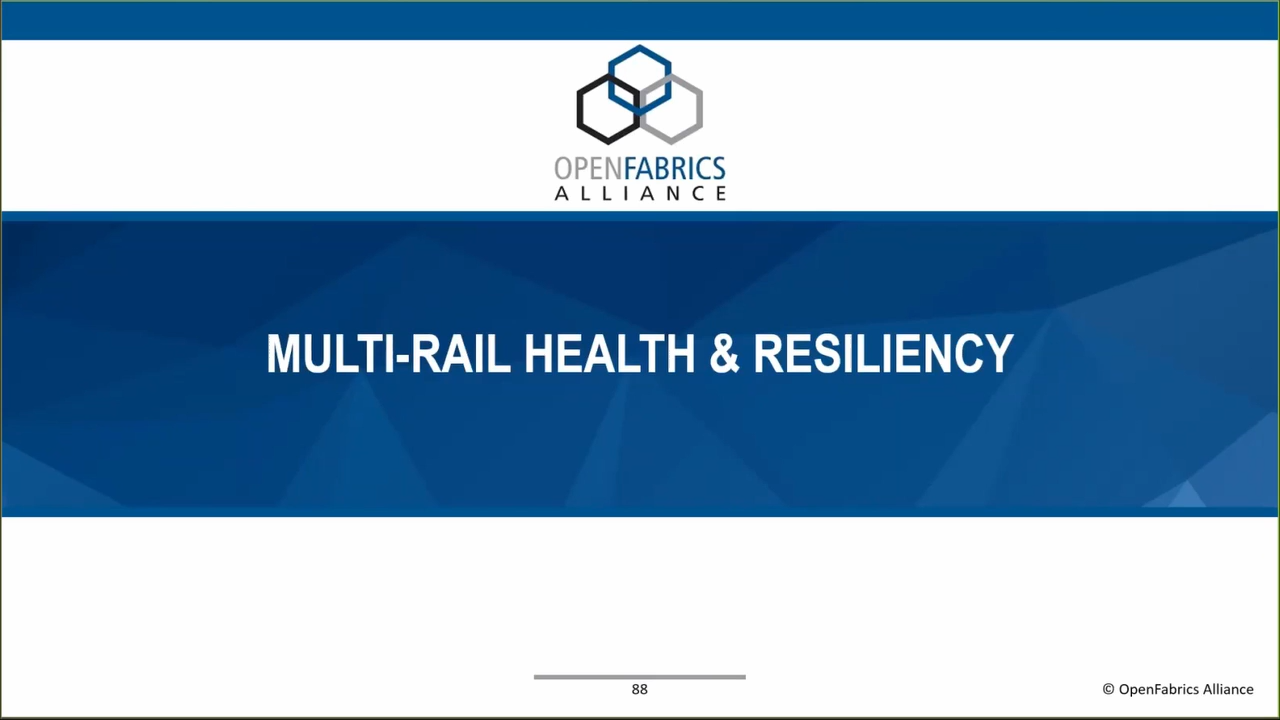 OPENFABRICS
ALLIANCE
MULTI-RAIL HEALTH & RESILIENCY
88
© OpenFabrics Alliance